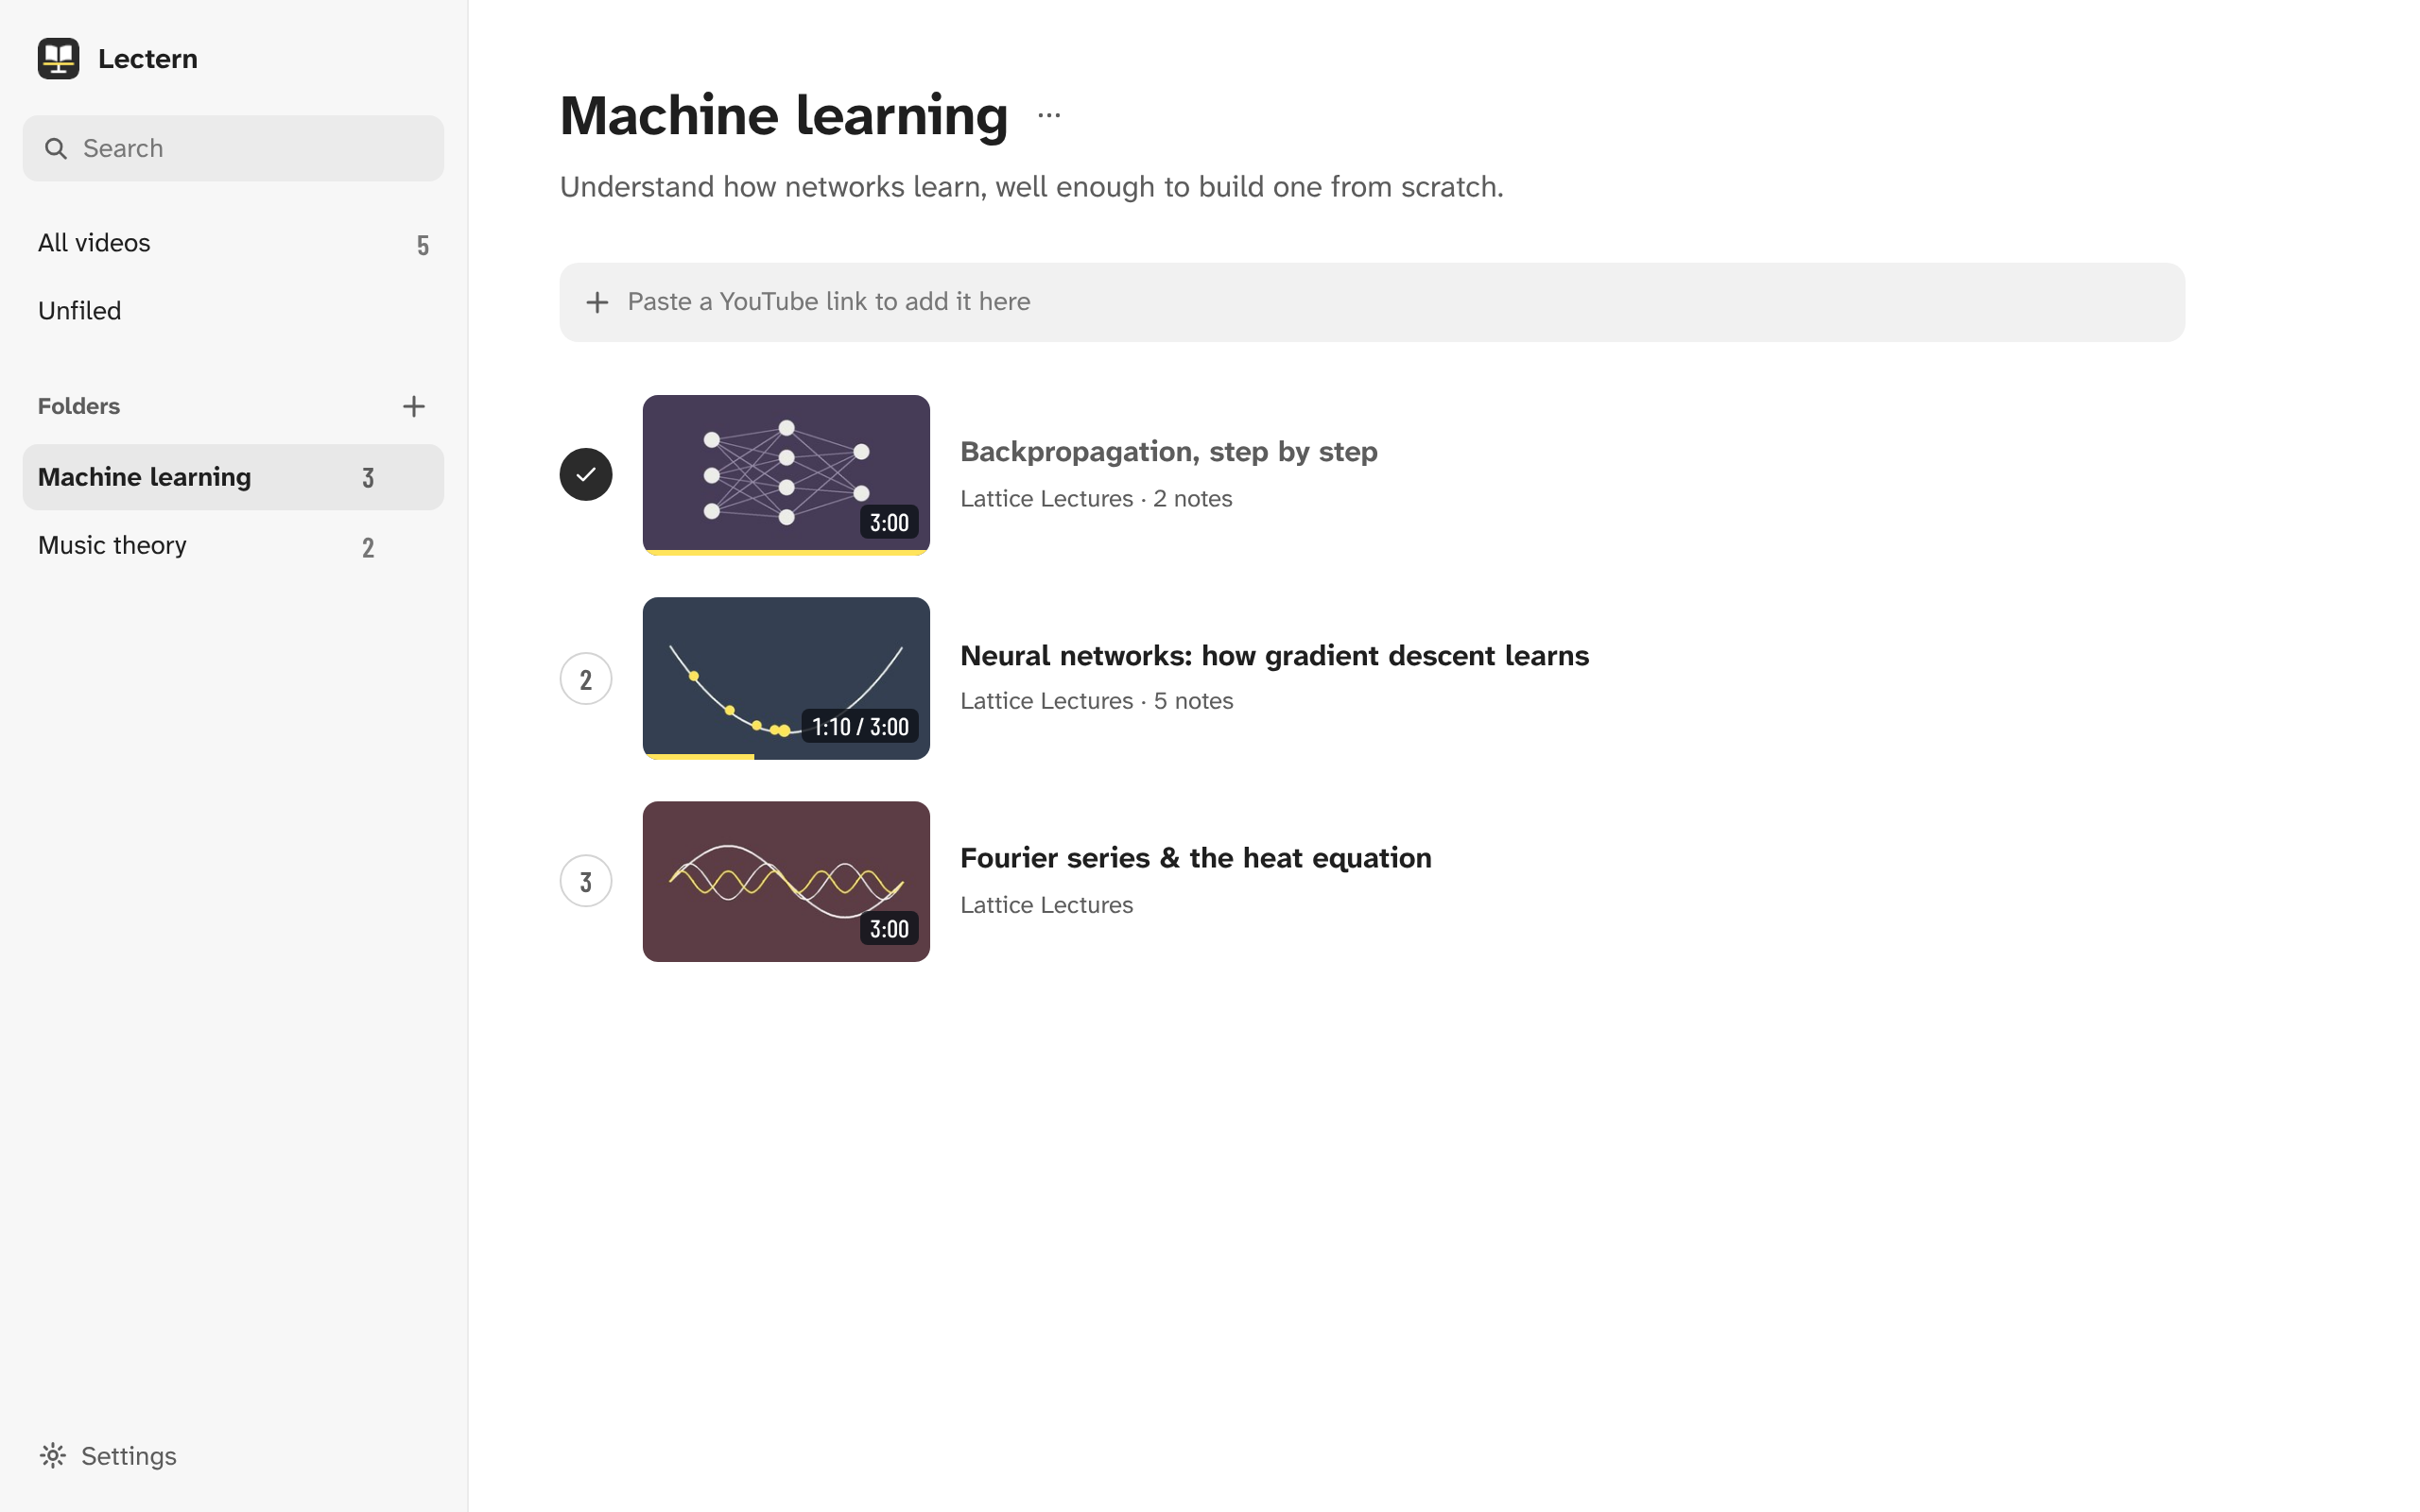 Lectern
Search
All videos 5
Unfiled
Folders
Machine learning 3
Music theory 2
Settings
Machine learning ...
Understand how networks learn, well enough to build one from scratch.
Paste a YouTube link to add it here
3:00
Backpropagation, step by step
Lattice Lectures · 2 notes
2
1:10 / 3:00
Neural networks: how gradient descent learns
Lattice Lectures · 5 notes
3
3:00
Fourier series & the heat equation
Lattice Lectures